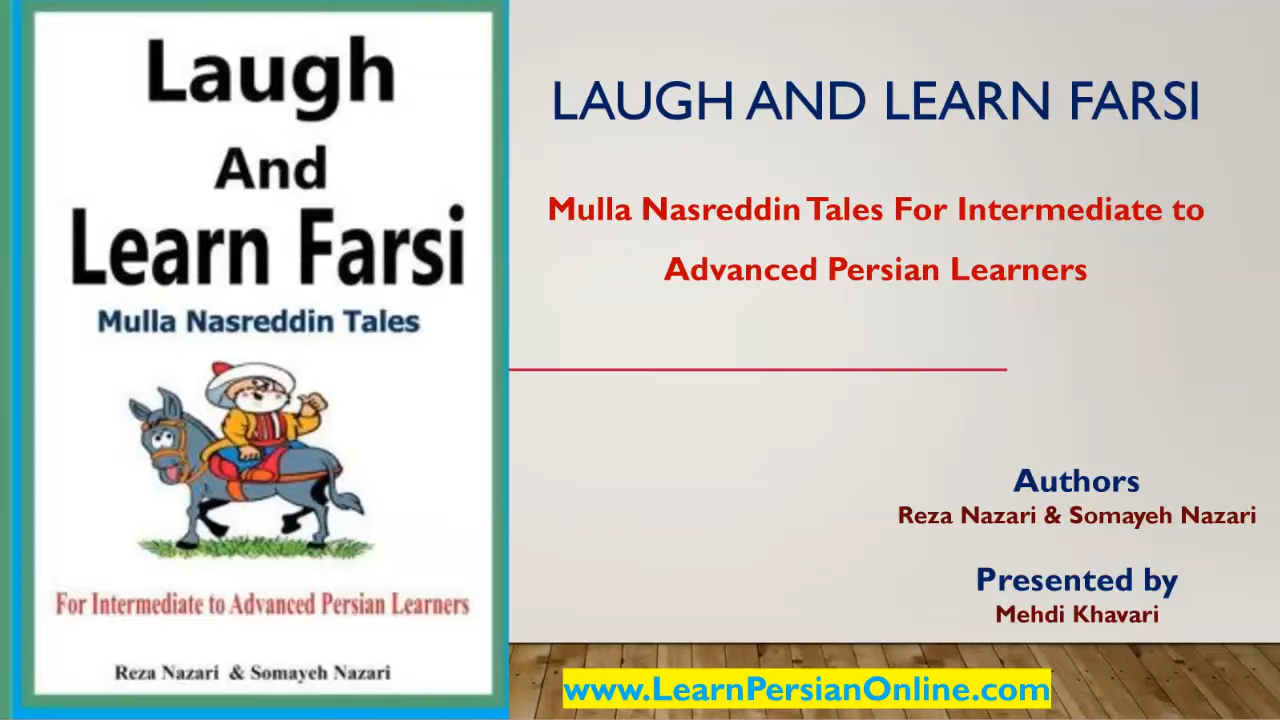 Laugh
And
Learn Farsi
Mulla Nasreddin Tales
For Intermediate to Advanced Persian Learners
Reza Nazari & Somayeh Nazari
LAUGH AND LEARN FARSI
Mulla Nasreddin Tales For Intermediate to
Advanced Persian Learners
Authors
Reza Nazari & Somayeh Nazari
Presented by
Mehdi Khavari
www.LearnPersianOnline.com